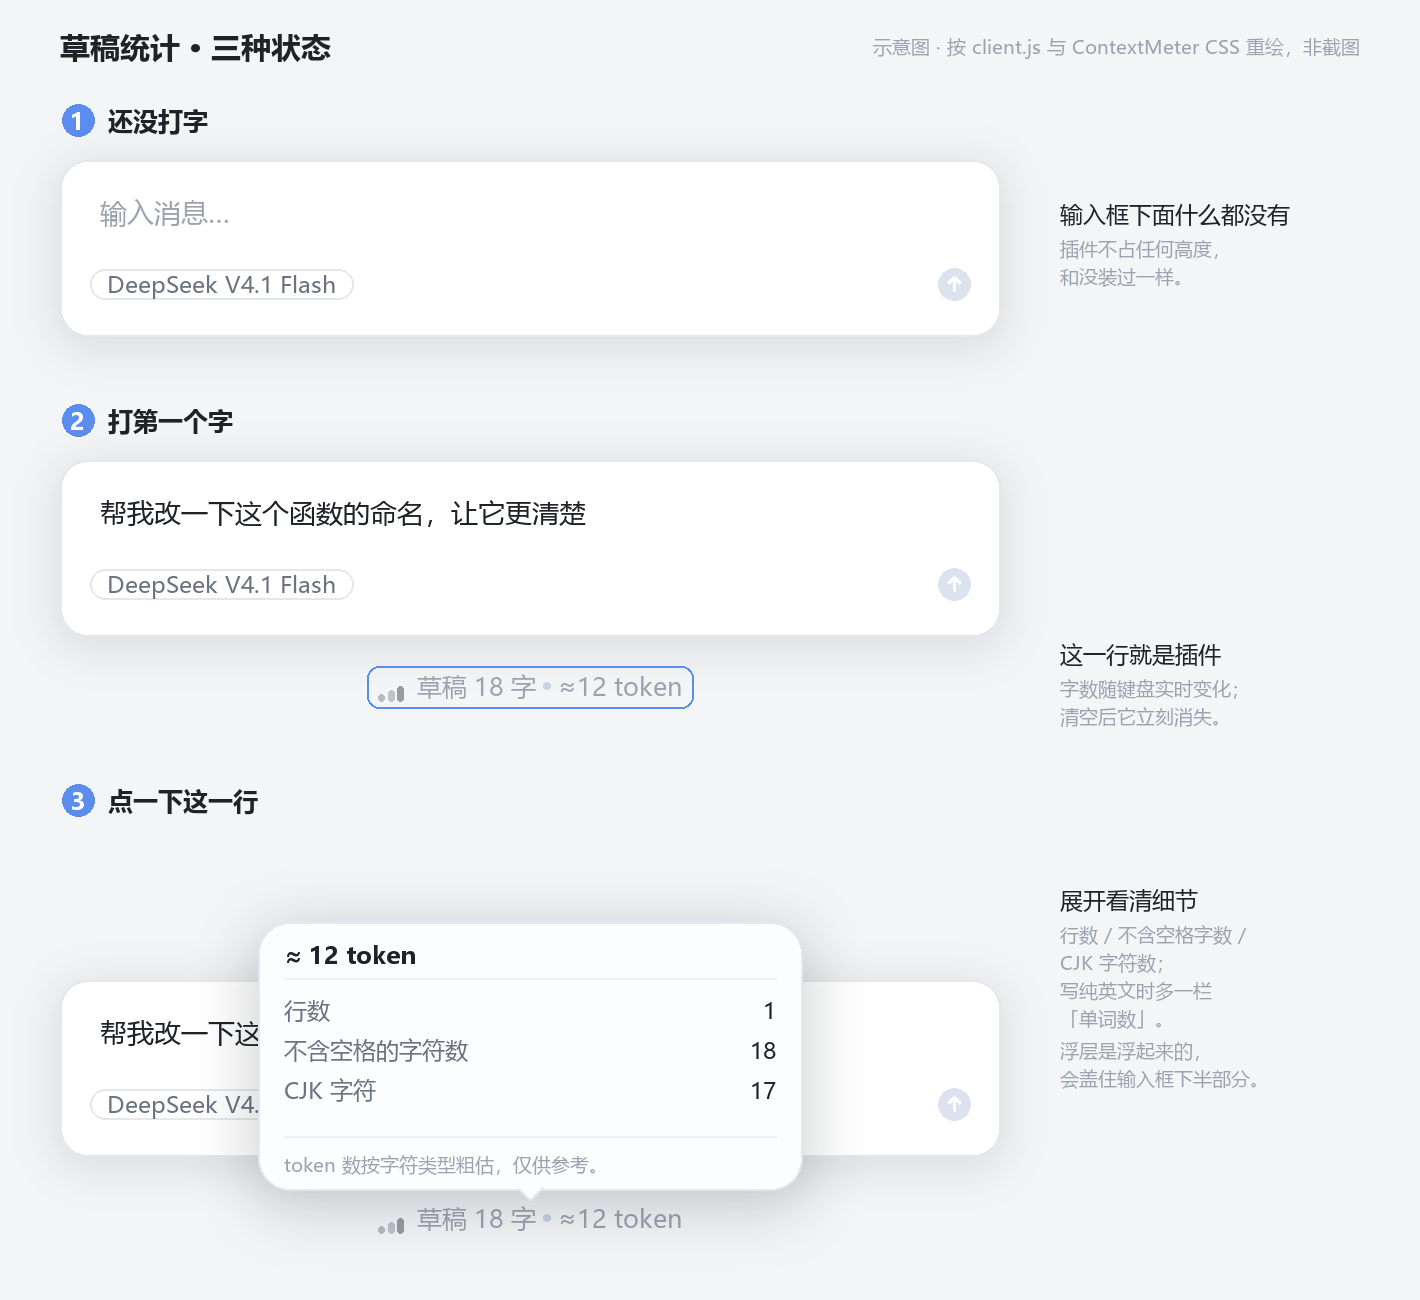 草稿统计 • 三种状态
示意图 · 按 client.js 与 ContextMeter CSS 重绘，非截图
1 还没打字
输入消息…
DeepSeek V4.1 Flash
输入框下面什么都没有
插件不占任何高度，
和没装过一样。
2 打第一个字
帮我改一下这个函数的命名，让它更清楚
DeepSeek V4.1 Flash
草稿 18 字 • ≈12 token
这一行就是插件
字数随键盘实时变化；
清空后它立刻消失。
3 点一下这一行
帮我改一下这
DeepSeek V4.
≈ 12 token
行数 1
不含空格的字符数 18
CJK 字符 17
token 数按字符类型粗估，仅供参考。
草稿 18 字 • ≈12 token
展开看清细节
行数 / 不含空格字数 /
CJK 字符数；
写纯英文时多一栏
「单词数」。
浮层是浮起来的，
会盖住输入框下半部分。